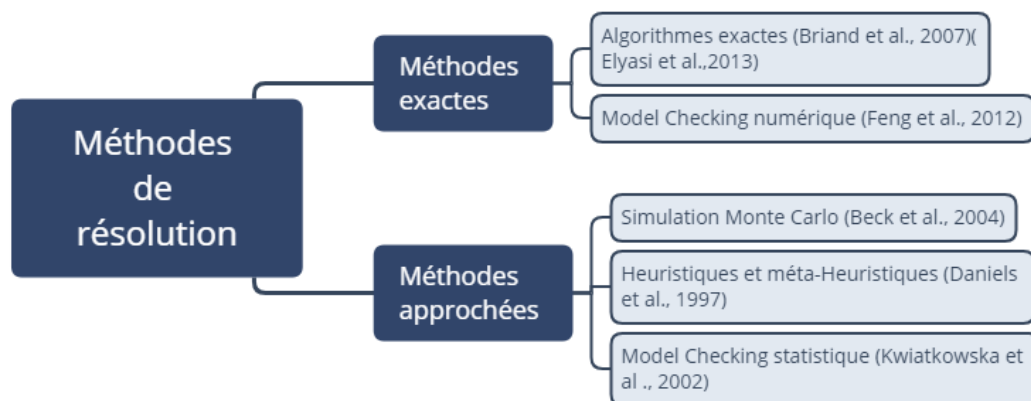 Méthodes
de
résolution
Méthodes
exactes
Algorithmes exactes (Briand et al., 2007)(
Elyasi et al.,2013)
Model Checking numérique (Feng et al., 2012)
Méthodes
approchées
Simulation Monte Carlo (Beck et al., 2004)
Heuristiques et méta-Heuristiques (Daniels
et al., 1997)
Model Checking statistique (Kwiatkowska et
al ., 2002)